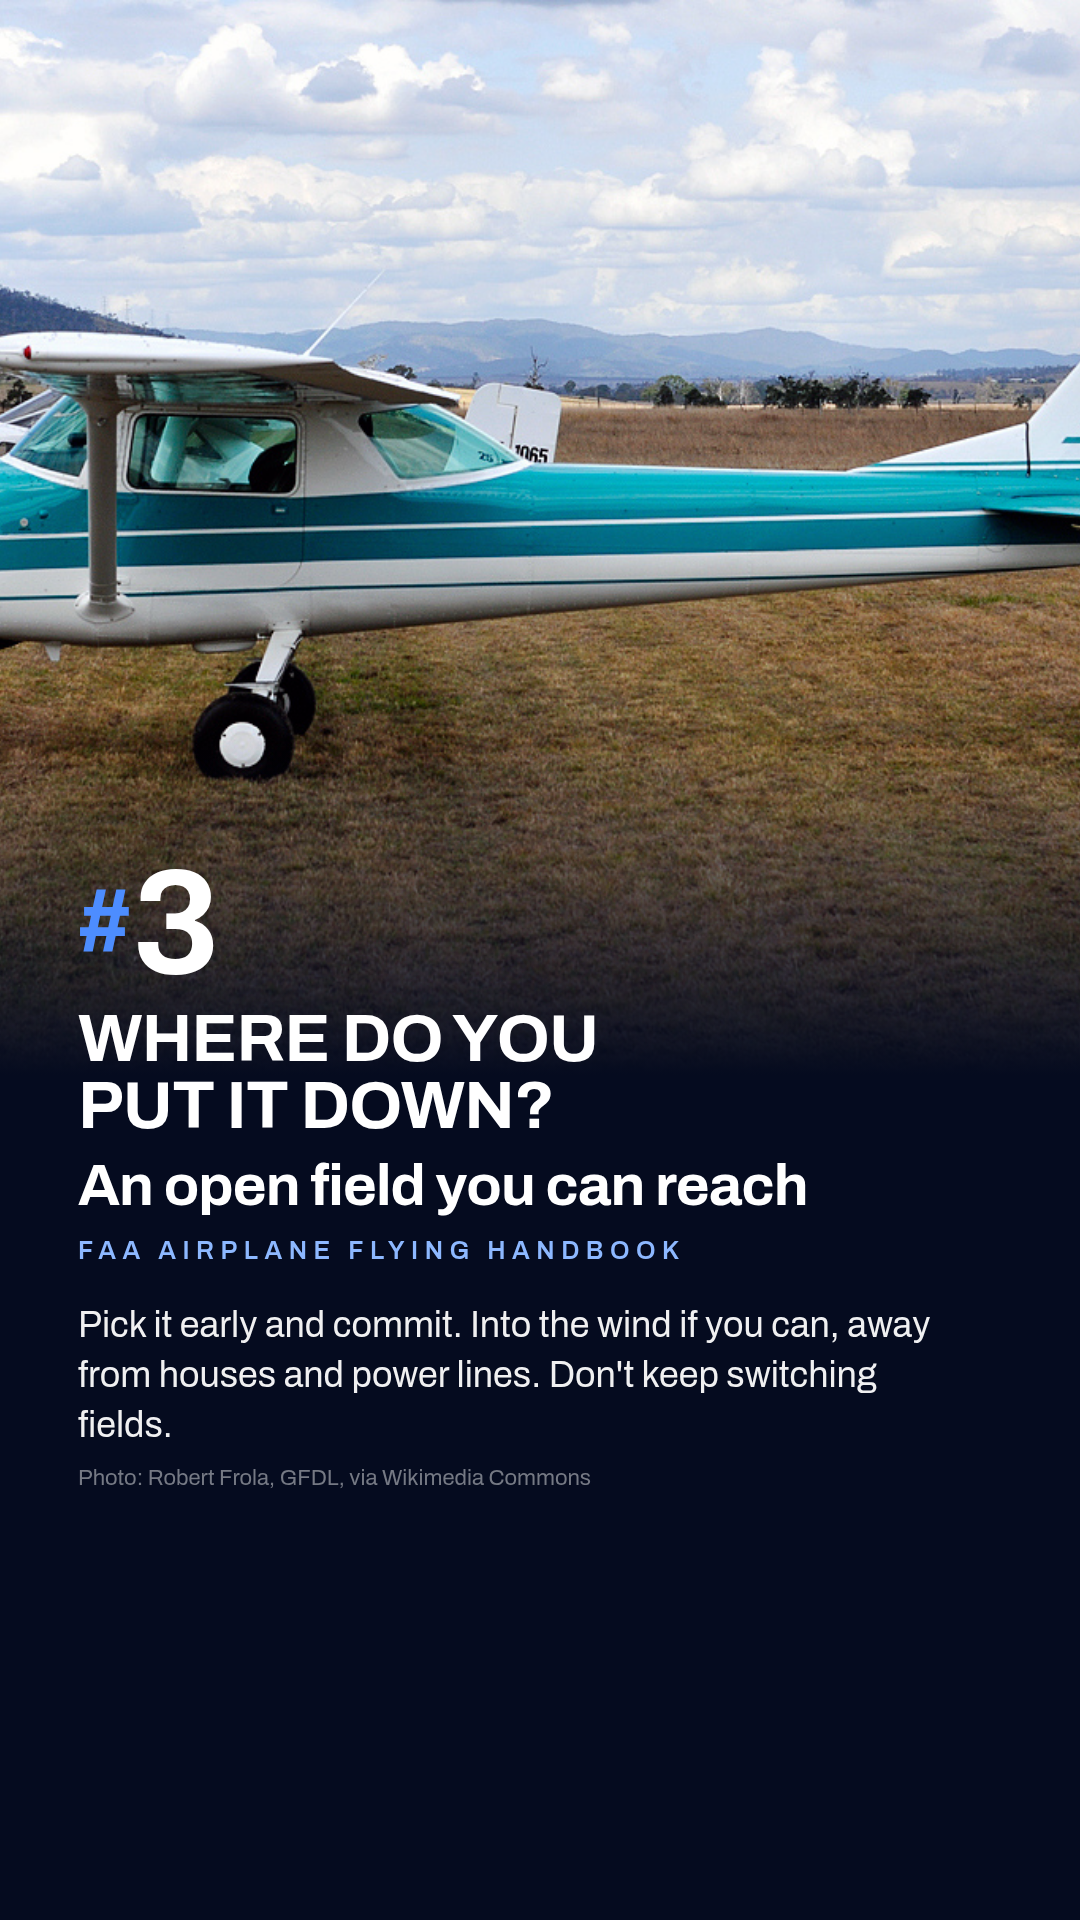 1065
#3
WHERE DO YOU
PUT IT DOWN?
An open field you can reach
FAA AIRPLANE FLYING HANDBOOK
Pick it early and commit. Into the wind if you can, away
from houses and power lines. Don't keep switching
fields.
Photo: Robert Frola, GFDL, via Wikimedia Commons